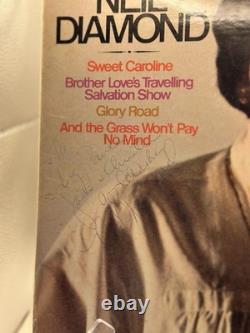 NEIL
DIAMOND
Sweet Caroline
Brother Love's Travelling
Salvation Show
Glory Road
And the Grass Won't Pay
No Mind